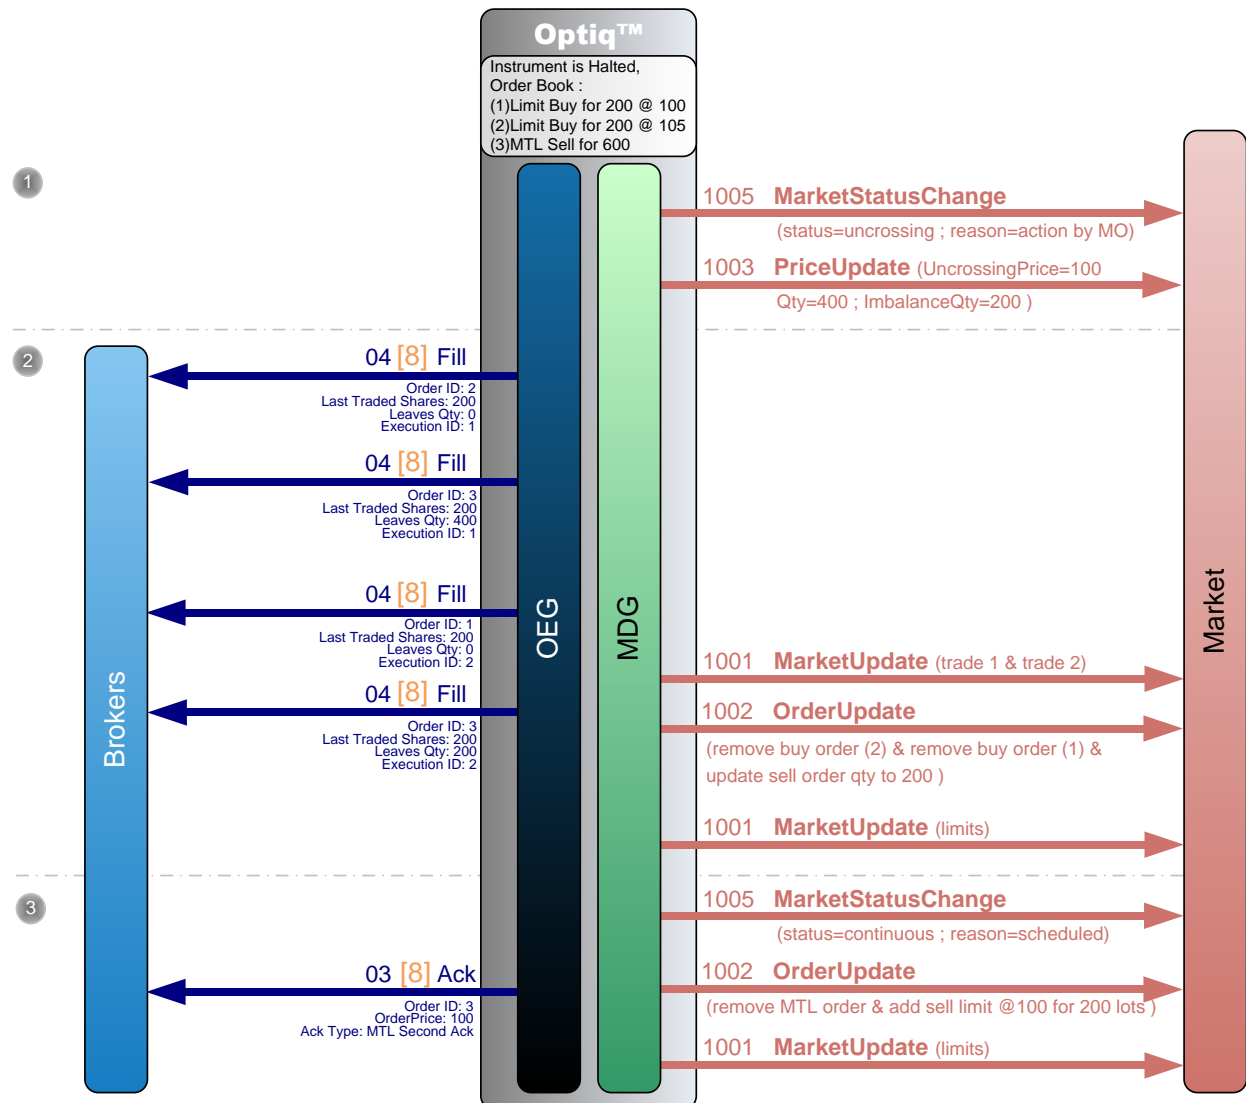 Optiq™
Instrument is Halted,
Order Book :
(1)Limit Buy for 200 @ 100
(2)Limit Buy for 200 @ 105
(3)MTL Sell for 600
1
1005 MarketStatusChange
(status=uncrossing ; reason=action by MO)
1003 PriceUpdate (UncrossingPrice=100
Qty=400 ; ImbalanceQty=200 )
2
04 [8] Fill
Order ID: 2
Last Traded Shares: 200
Leaves Qty: 0
Execution ID: 1
04 [8] Fill
Order ID: 3
Last Traded Shares: 200
Leaves Qty: 400
Execution ID: 1
04 [8] Fill
Order ID: 1
Last Traded Shares: 200
Leaves Qty: 0
Execution ID: 2
04 [8] Fill
Order ID: 3
Last Traded Shares: 200
Leaves Qty: 200
Execution ID: 2
Brokers
OEG
MDG
Market
1001 MarketUpdate (trade 1 & trade 2)
1002 OrderUpdate
(remove buy order (2) & remove buy order (1) &
update sell order qty to 200 )
1001 MarketUpdate (limits)
3
1005 MarketStatusChange
(status=continuous ; reason=scheduled)
03 [8] Ack
Order ID: 3
OrderPrice: 100
Ack Type: MTL Second Ack
1002 OrderUpdate
(remove MTL order & add sell limit @100 for 200 lots )
1001 MarketUpdate (limits)